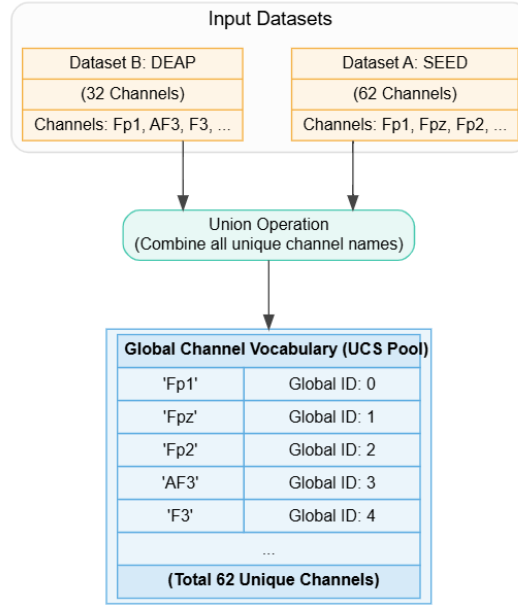 Input Datasets
Dataset B: DEAP
(32 Channels)
Channels: Fp1, AF3, F3, ...
Dataset A: SEED
(62 Channels)
Channels: Fp1, Fpz, Fp2, ...
Union Operation
(Combine all unique channel names)
Global Channel Vocabulary (UCS Pool)
'Fp1' Global ID: 0
'Fpz' Global ID: 1
'Fp2' Global ID: 2
'AF3' Global ID: 3
'F3' Global ID: 4
...
(Total 62 Unique Channels)